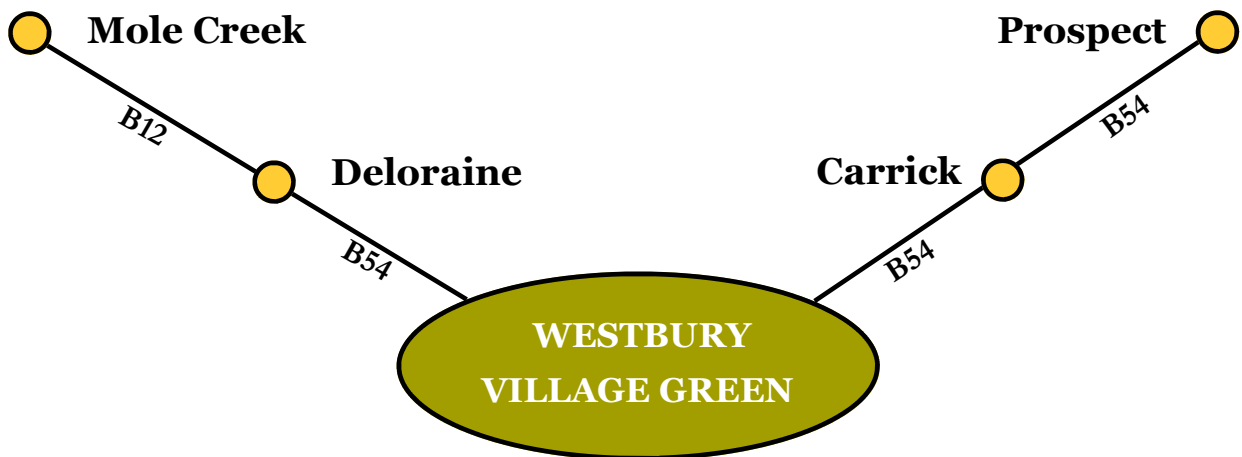 Mole Creek
Prospect
B12
B54
Deloraine
Carrick
B54
B54
WESTBURY
VILLAGE GREEN